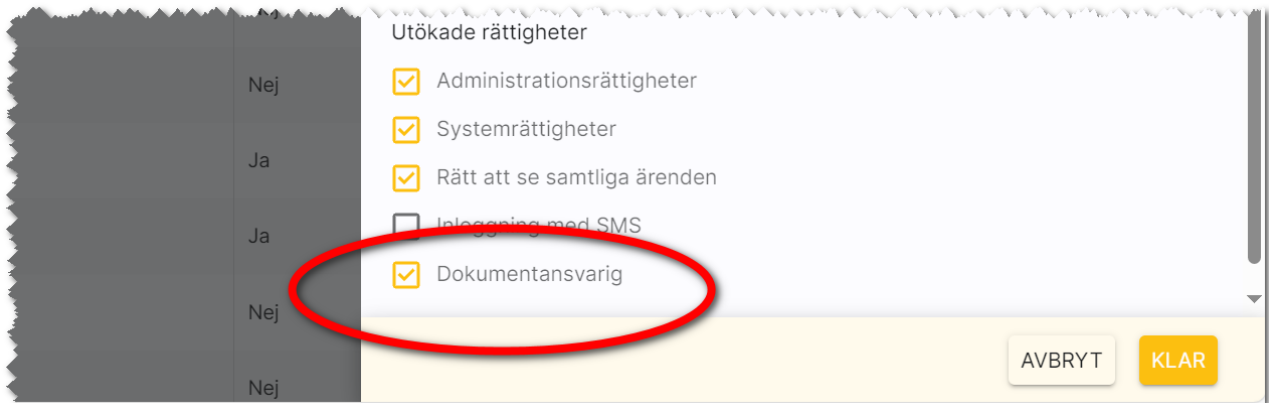 Utökade rättigheter
Nej
Administrationsrättigheter
Systemrättigheter
Ja
Rätt att se samtliga ärenden
Ja
Inloggning med SMS
Dokumentansvarig
Nej
AVBRYT
KLAR
Nej